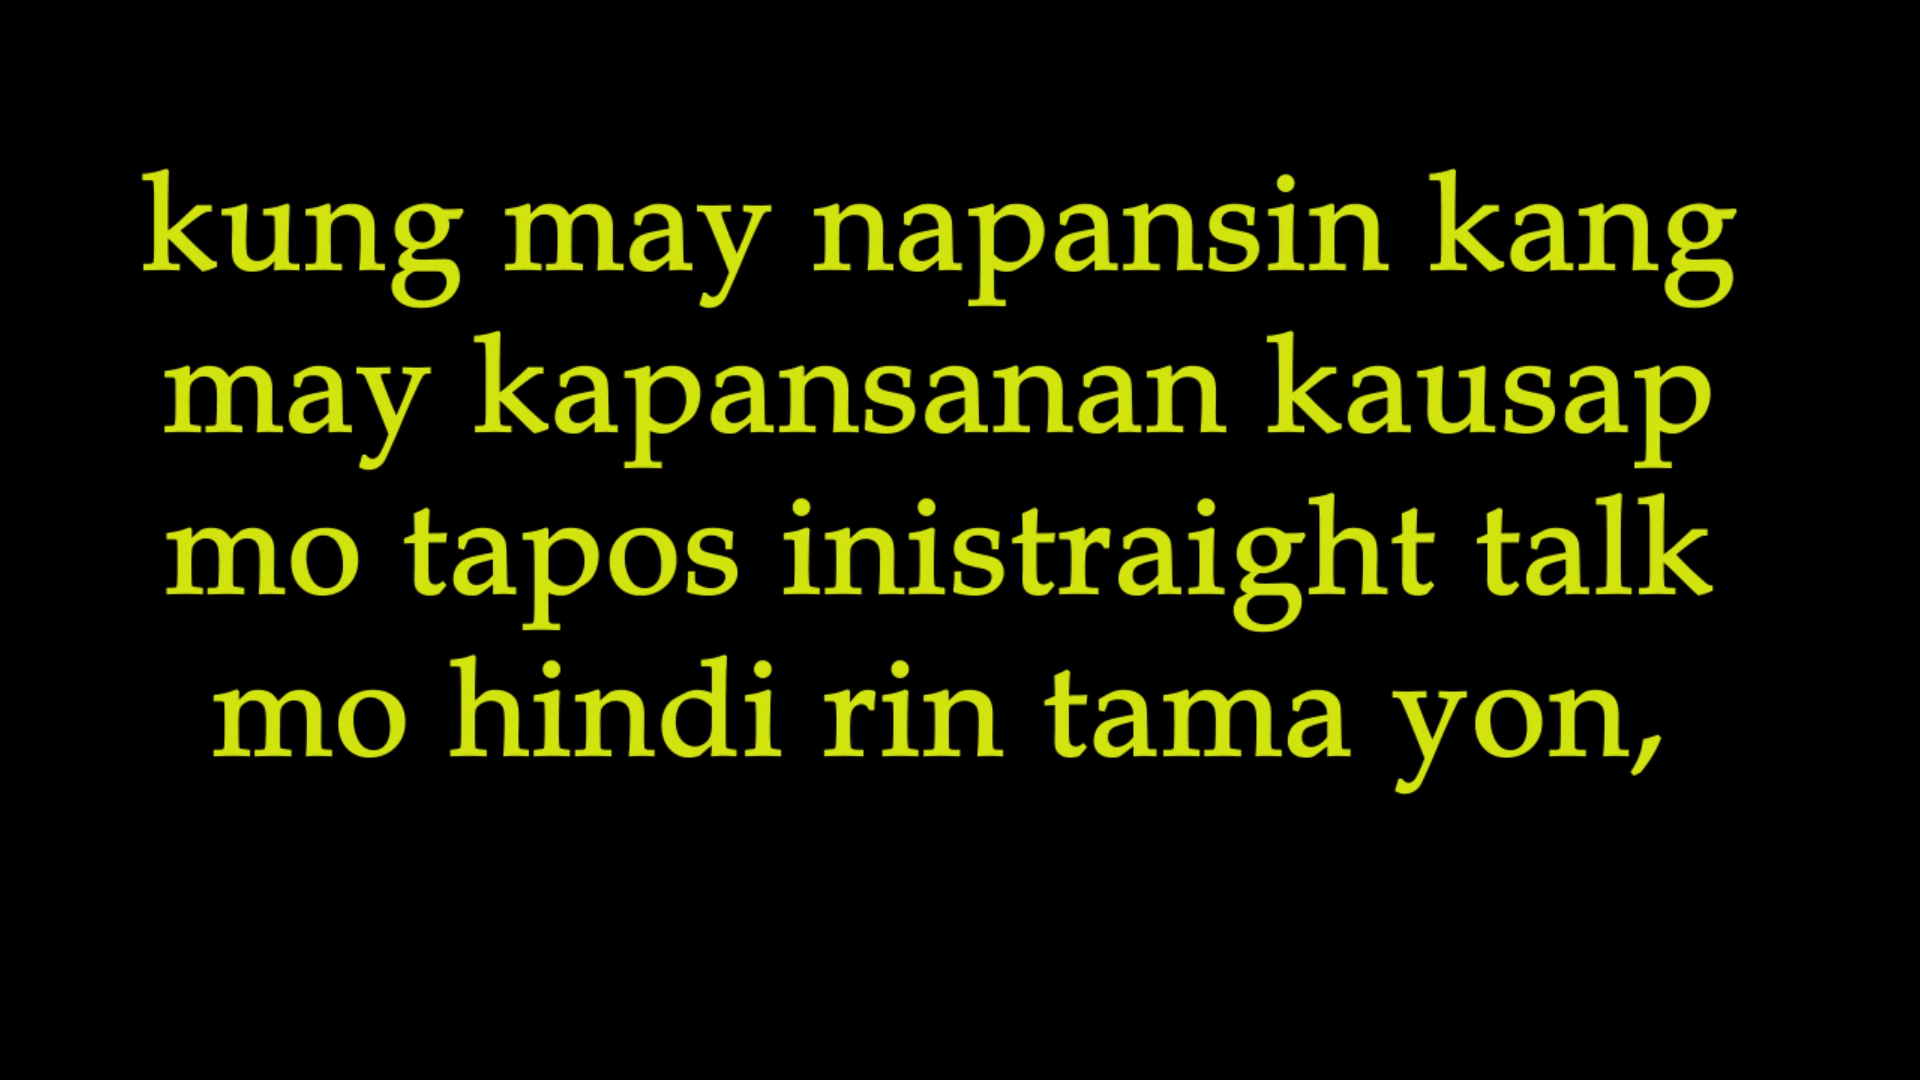 kung may napansin kang
may kapansanan kausap
mo tapos inistraight talk
mo hindi rin tama yon,